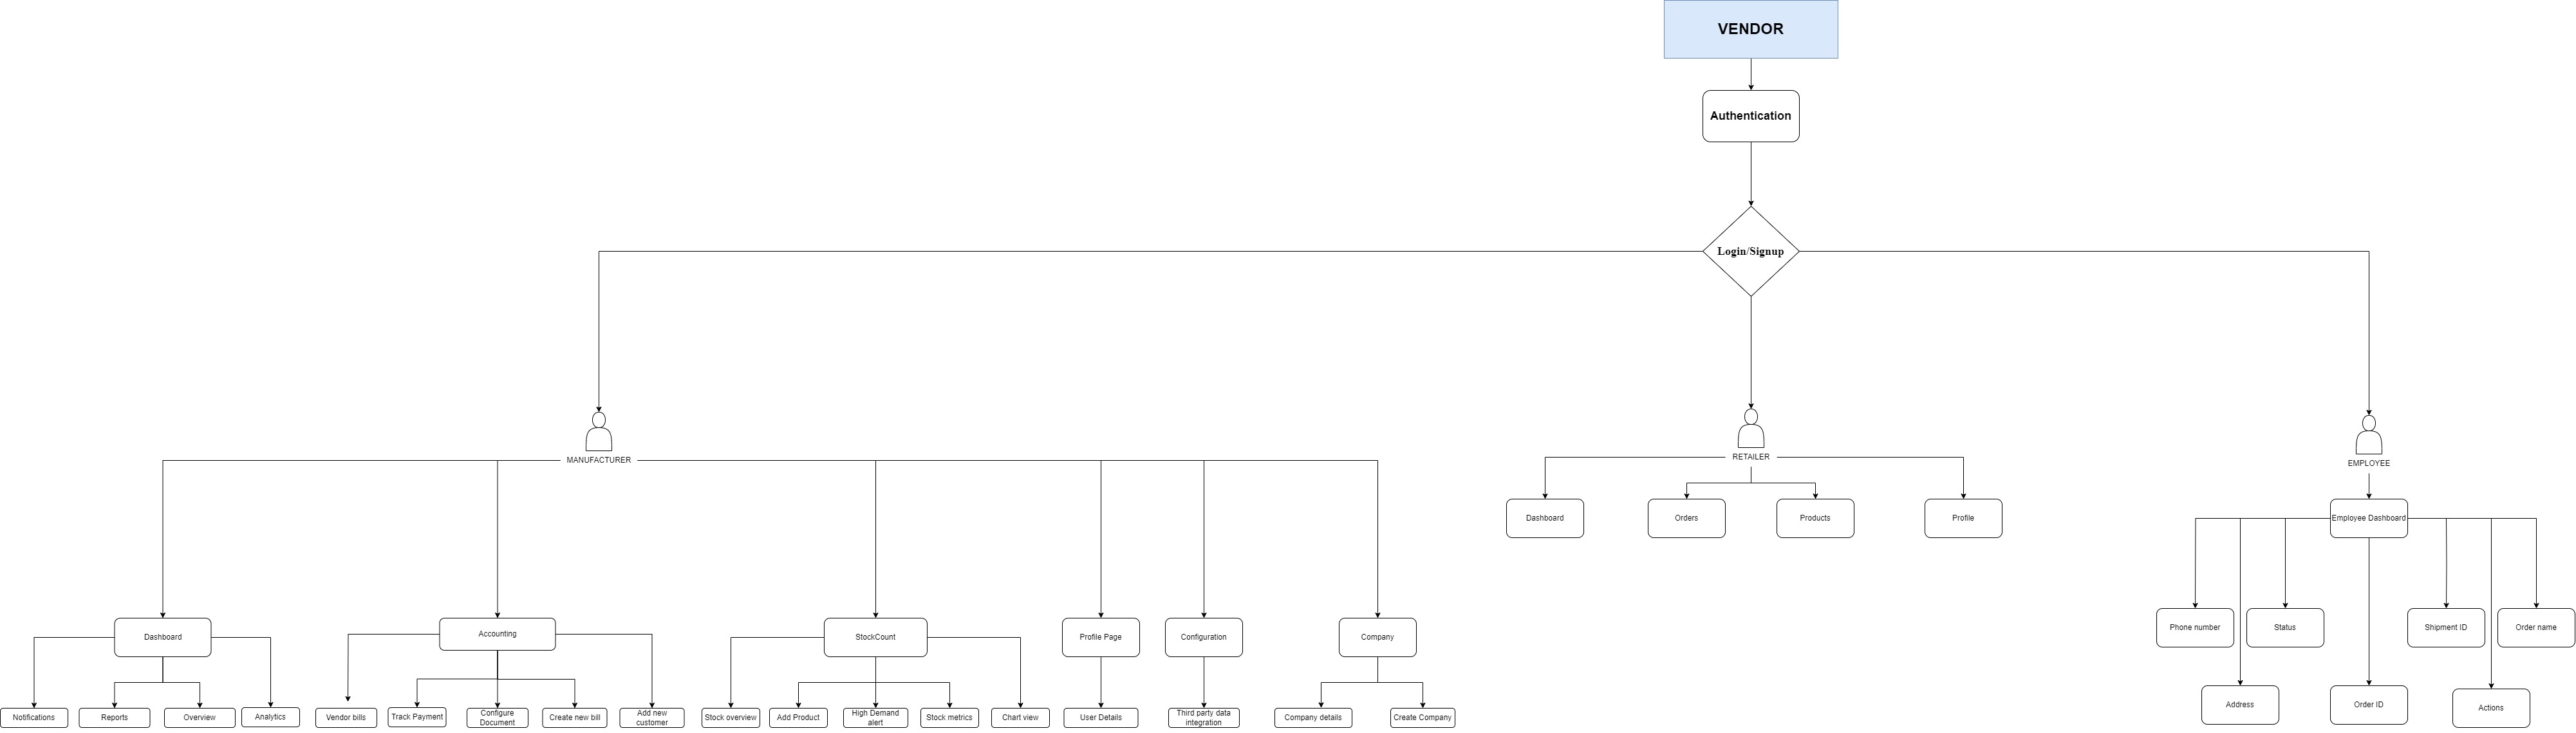 VENDOR
Authentication
Login/Signup
MANUFACTURER
RETAILER
EMPLOYEE
Dashboard
Orders
Products
Profile
Employee Dashboard
Phone number
Status
Shipment ID
Order name
Address
Order ID
Actions
Dashboard
Accounting
StockCount
Profile Page
Configuration
Company
Notifications
Reports
Overview
Analytics
Vendor bills
Track Payment
Configure
Document
Create new bill
Add new
customer
Stock overview
Add Product
High Demand
alert
Stock metrics
Chart view
User Details
Third party data
integration
Company details
Create Company